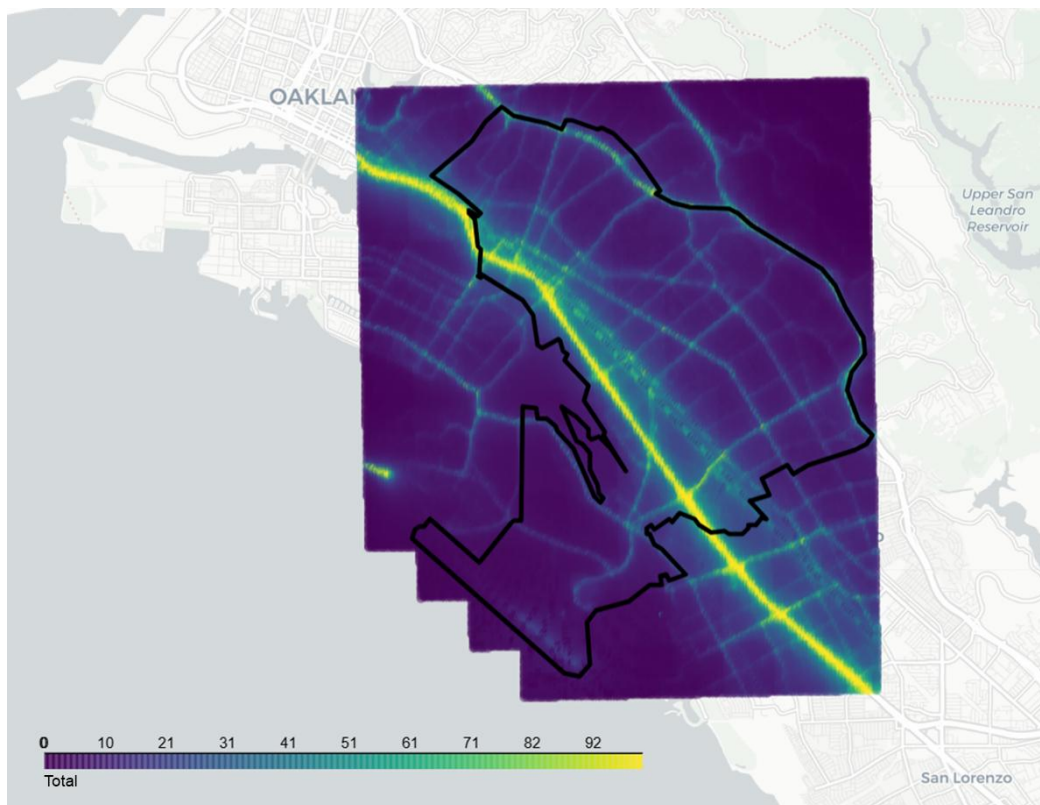 OAKLAN
Upper San
Leandro
Reservoir
0 10 21 31 41 51 61 71 82 92
Total
San Lorenzo